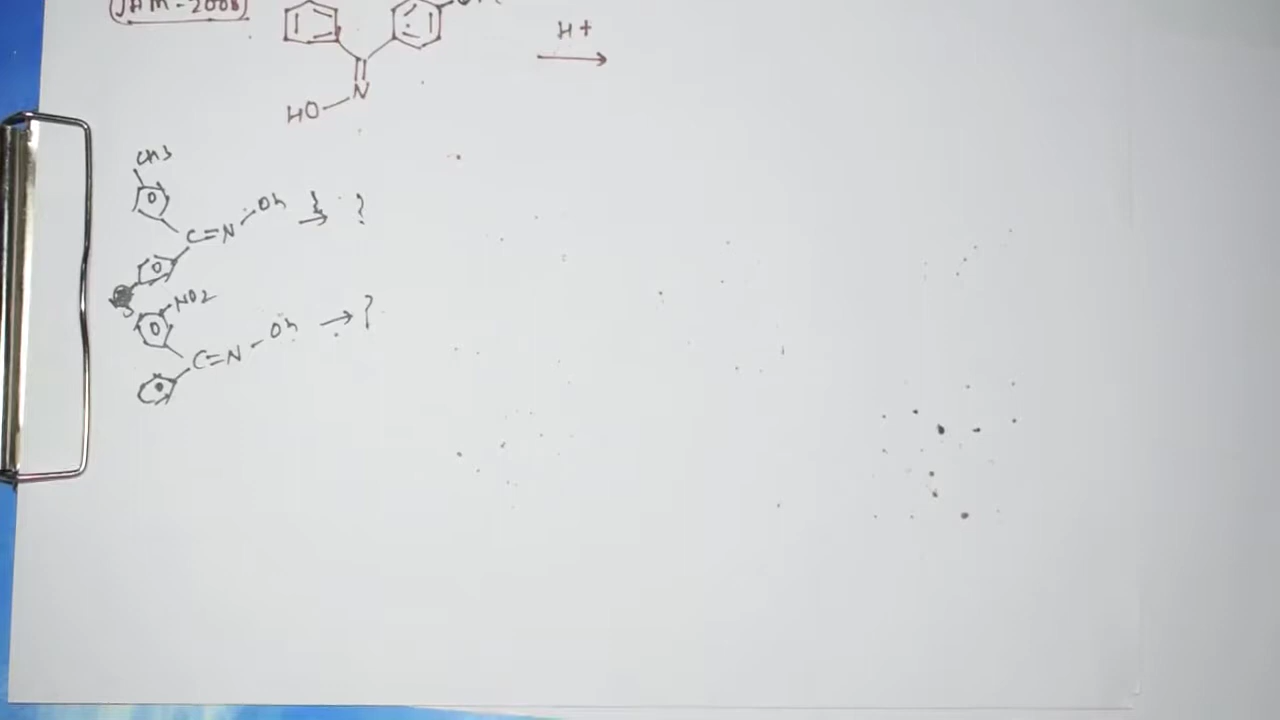 JAM-2008
H+
N
HO
CH3
C=N-Oh → ?
NO2
C=N-Oh → ?